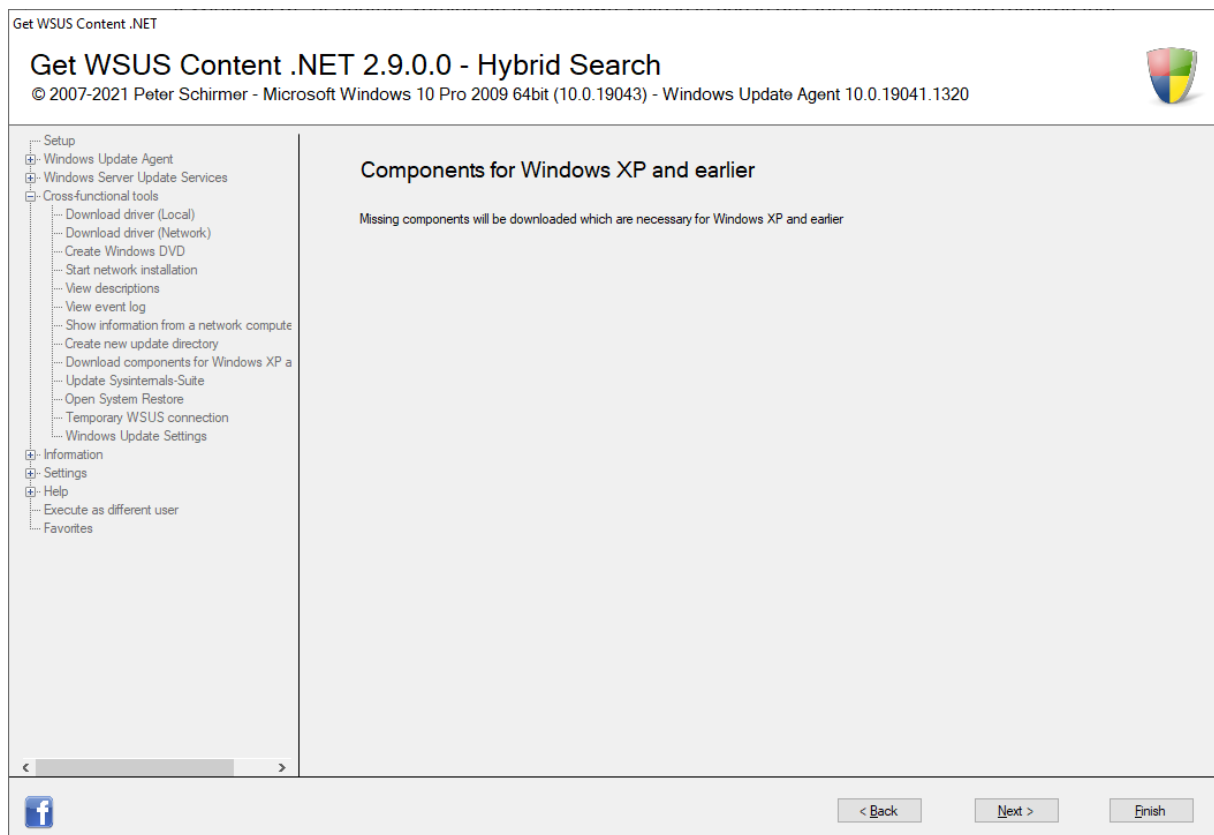 Get WSUS Content .NET
Get WSUS Content .NET 2.9.0.0 - Hybrid Search
© 2007-2021 Peter Schirmer - Microsoft Windows 10 Pro 2009 64bit (10.0.19043) - Windows Update Agent 10.0.19041.1320
Setup
Windows Update Agent
Windows Server Update Services
Cross-functional tools
Download driver (Local)
Download driver (Network)
Create Windows DVD
Start network installation
View descriptions
View event log
Show information from a network compute
Create new update directory
Download components for Windows XP a
Update Sysinternals-Suite
Open System Restore
Temporary WSUS connection
Windows Update Settings
Information
Settings
Help
Execute as different user
Favorites
Components for Windows XP and earlier
Missing components will be downloaded which are necessary for Windows XP and earlier
< Back
Next >
Finish